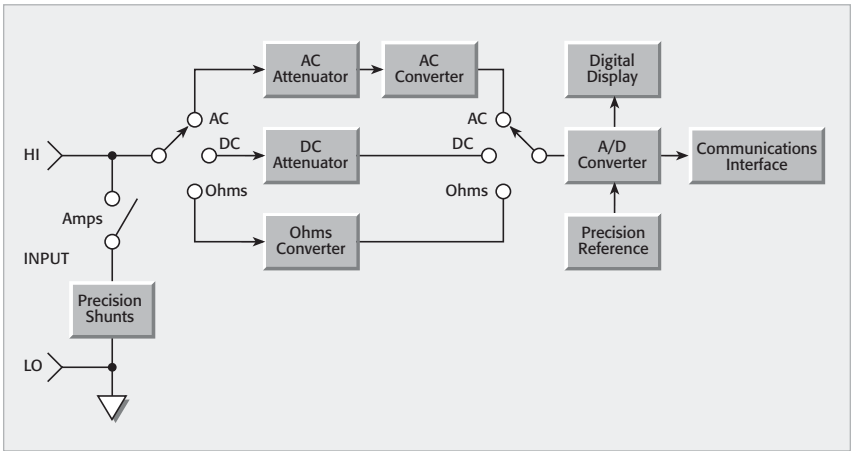 AC
Attenuator
AC
Converter
Digital
Display
AC
AC
HI
DC
DC
Attenuator
DC
A/D
Converter
Communications
Interface
Ohms
Ohms
Amps
Ohms
Converter
Precision
Reference
INPUT
Precision
Shunts
LO